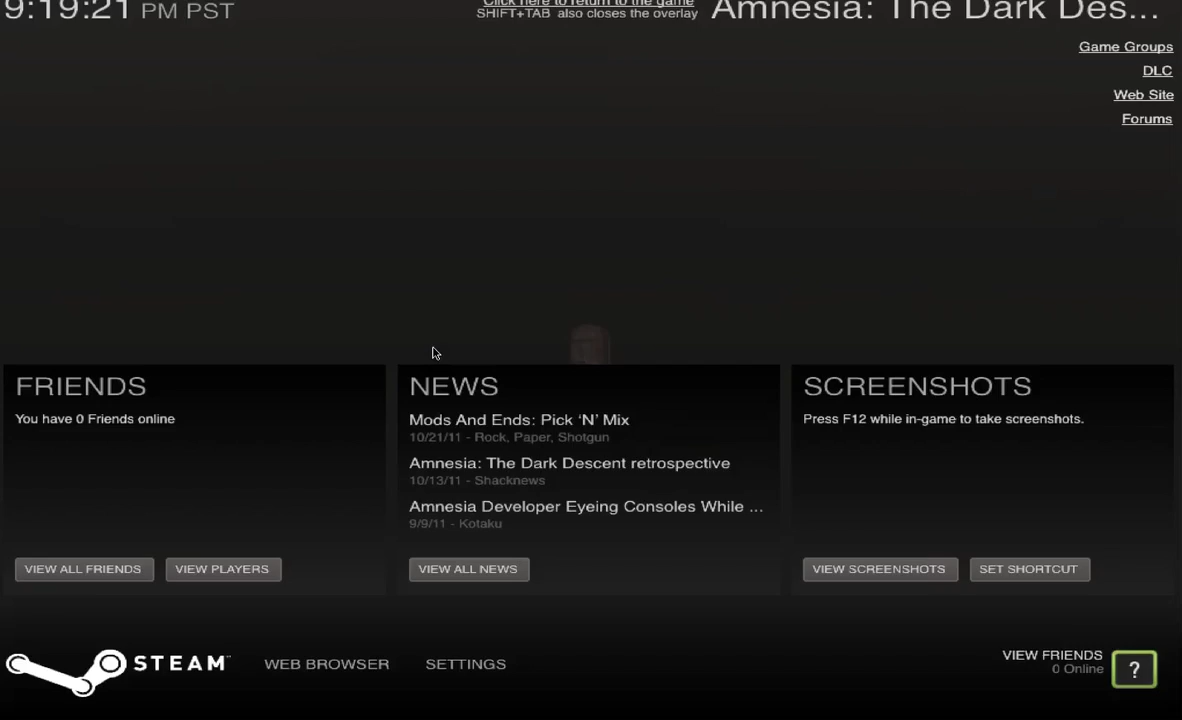 9:19:21 PM PST
Click here to return to the game
SHIFT+TAB also closes the overlay
Amnesia: The Dark Des...
Game Groups
DLC
Web Site
Forums
FRIENDS
You have 0 Friends online
VIEW ALL FRIENDS
VIEW PLAYERS
NEWS
Mods And Ends: Pick ‘N’ Mix
10/21/11 - Rock, Paper, Shotgun
Amnesia: The Dark Descent retrospective
10/13/11 - Shacknews
Amnesia Developer Eyeing Consoles While ...
9/9/11 - Kotaku
VIEW ALL NEWS
SCREENSHOTS
Press F12 while in-game to take screenshots.
VIEW SCREENSHOTS
SET SHORTCUT
STEAM™
WEB BROWSER
SETTINGS
VIEW FRIENDS
0 Online
?